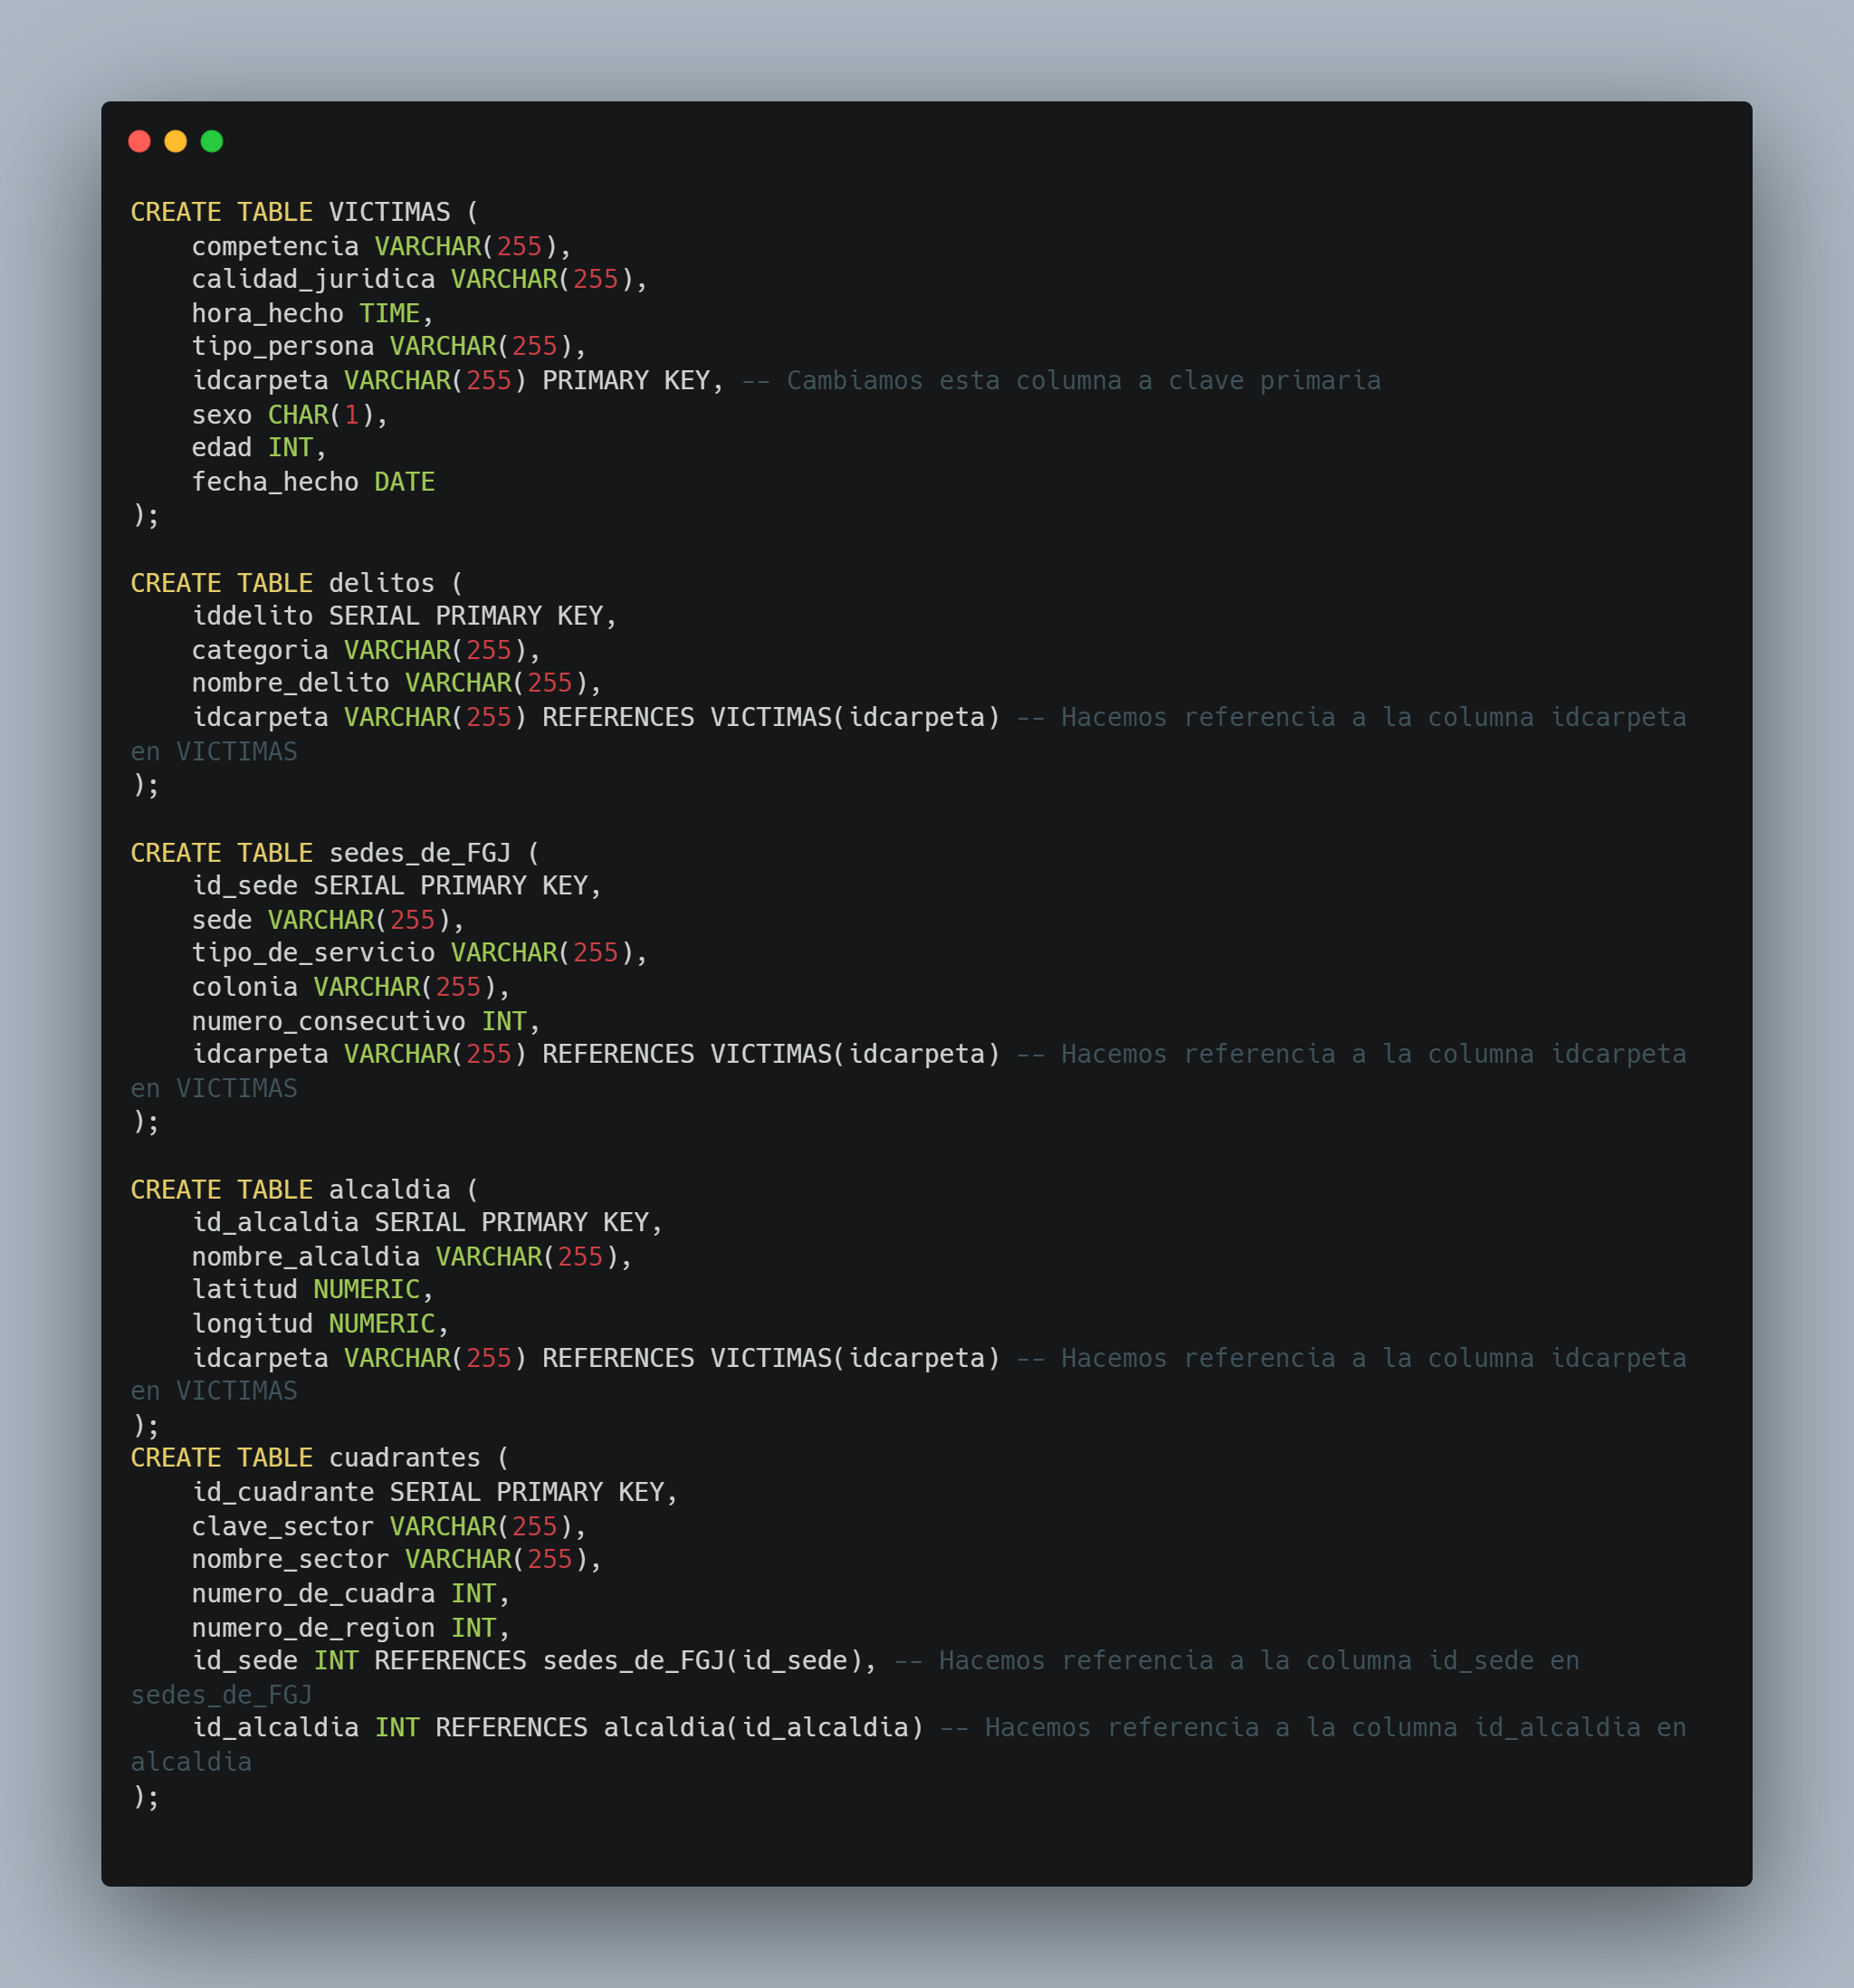 CREATE TABLE VICTIMAS (
    competencia VARCHAR(255),
    calidad_juridica VARCHAR(255),
    hora_hecho TIME,
    tipo_persona VARCHAR(255),
    idcarpeta VARCHAR(255) PRIMARY KEY, -- Cambiamos esta columna a clave primaria
    sexo CHAR(1),
    edad INT,
    fecha_hecho DATE
);

CREATE TABLE delitos (
    iddelito SERIAL PRIMARY KEY,
    categoria VARCHAR(255),
    nombre_delito VARCHAR(255),
    idcarpeta VARCHAR(255) REFERENCES VICTIMAS(idcarpeta) -- Hacemos referencia a la columna idcarpeta
en VICTIMAS
);

CREATE TABLE sedes_de_FGJ (
    id_sede SERIAL PRIMARY KEY,
    sede VARCHAR(255),
    tipo_de_servicio VARCHAR(255),
    colonia VARCHAR(255),
    numero_consecutivo INT,
    idcarpeta VARCHAR(255) REFERENCES VICTIMAS(idcarpeta) -- Hacemos referencia a la columna idcarpeta
en VICTIMAS
);

CREATE TABLE alcaldia (
    id_alcaldia SERIAL PRIMARY KEY,
    nombre_alcaldia VARCHAR(255),
    latitud NUMERIC,
    longitud NUMERIC,
    idcarpeta VARCHAR(255) REFERENCES VICTIMAS(idcarpeta) -- Hacemos referencia a la columna idcarpeta
en VICTIMAS
);
CREATE TABLE cuadrantes (
    id_cuadrante SERIAL PRIMARY KEY,
    clave_sector VARCHAR(255),
    nombre_sector VARCHAR(255),
    numero_de_cuadra INT,
    numero_de_region INT,
    id_sede INT REFERENCES sedes_de_FGJ(id_sede), -- Hacemos referencia a la columna id_sede en
sedes_de_FGJ
    id_alcaldia INT REFERENCES alcaldia(id_alcaldia) -- Hacemos referencia a la columna id_alcaldia en
alcaldia
);